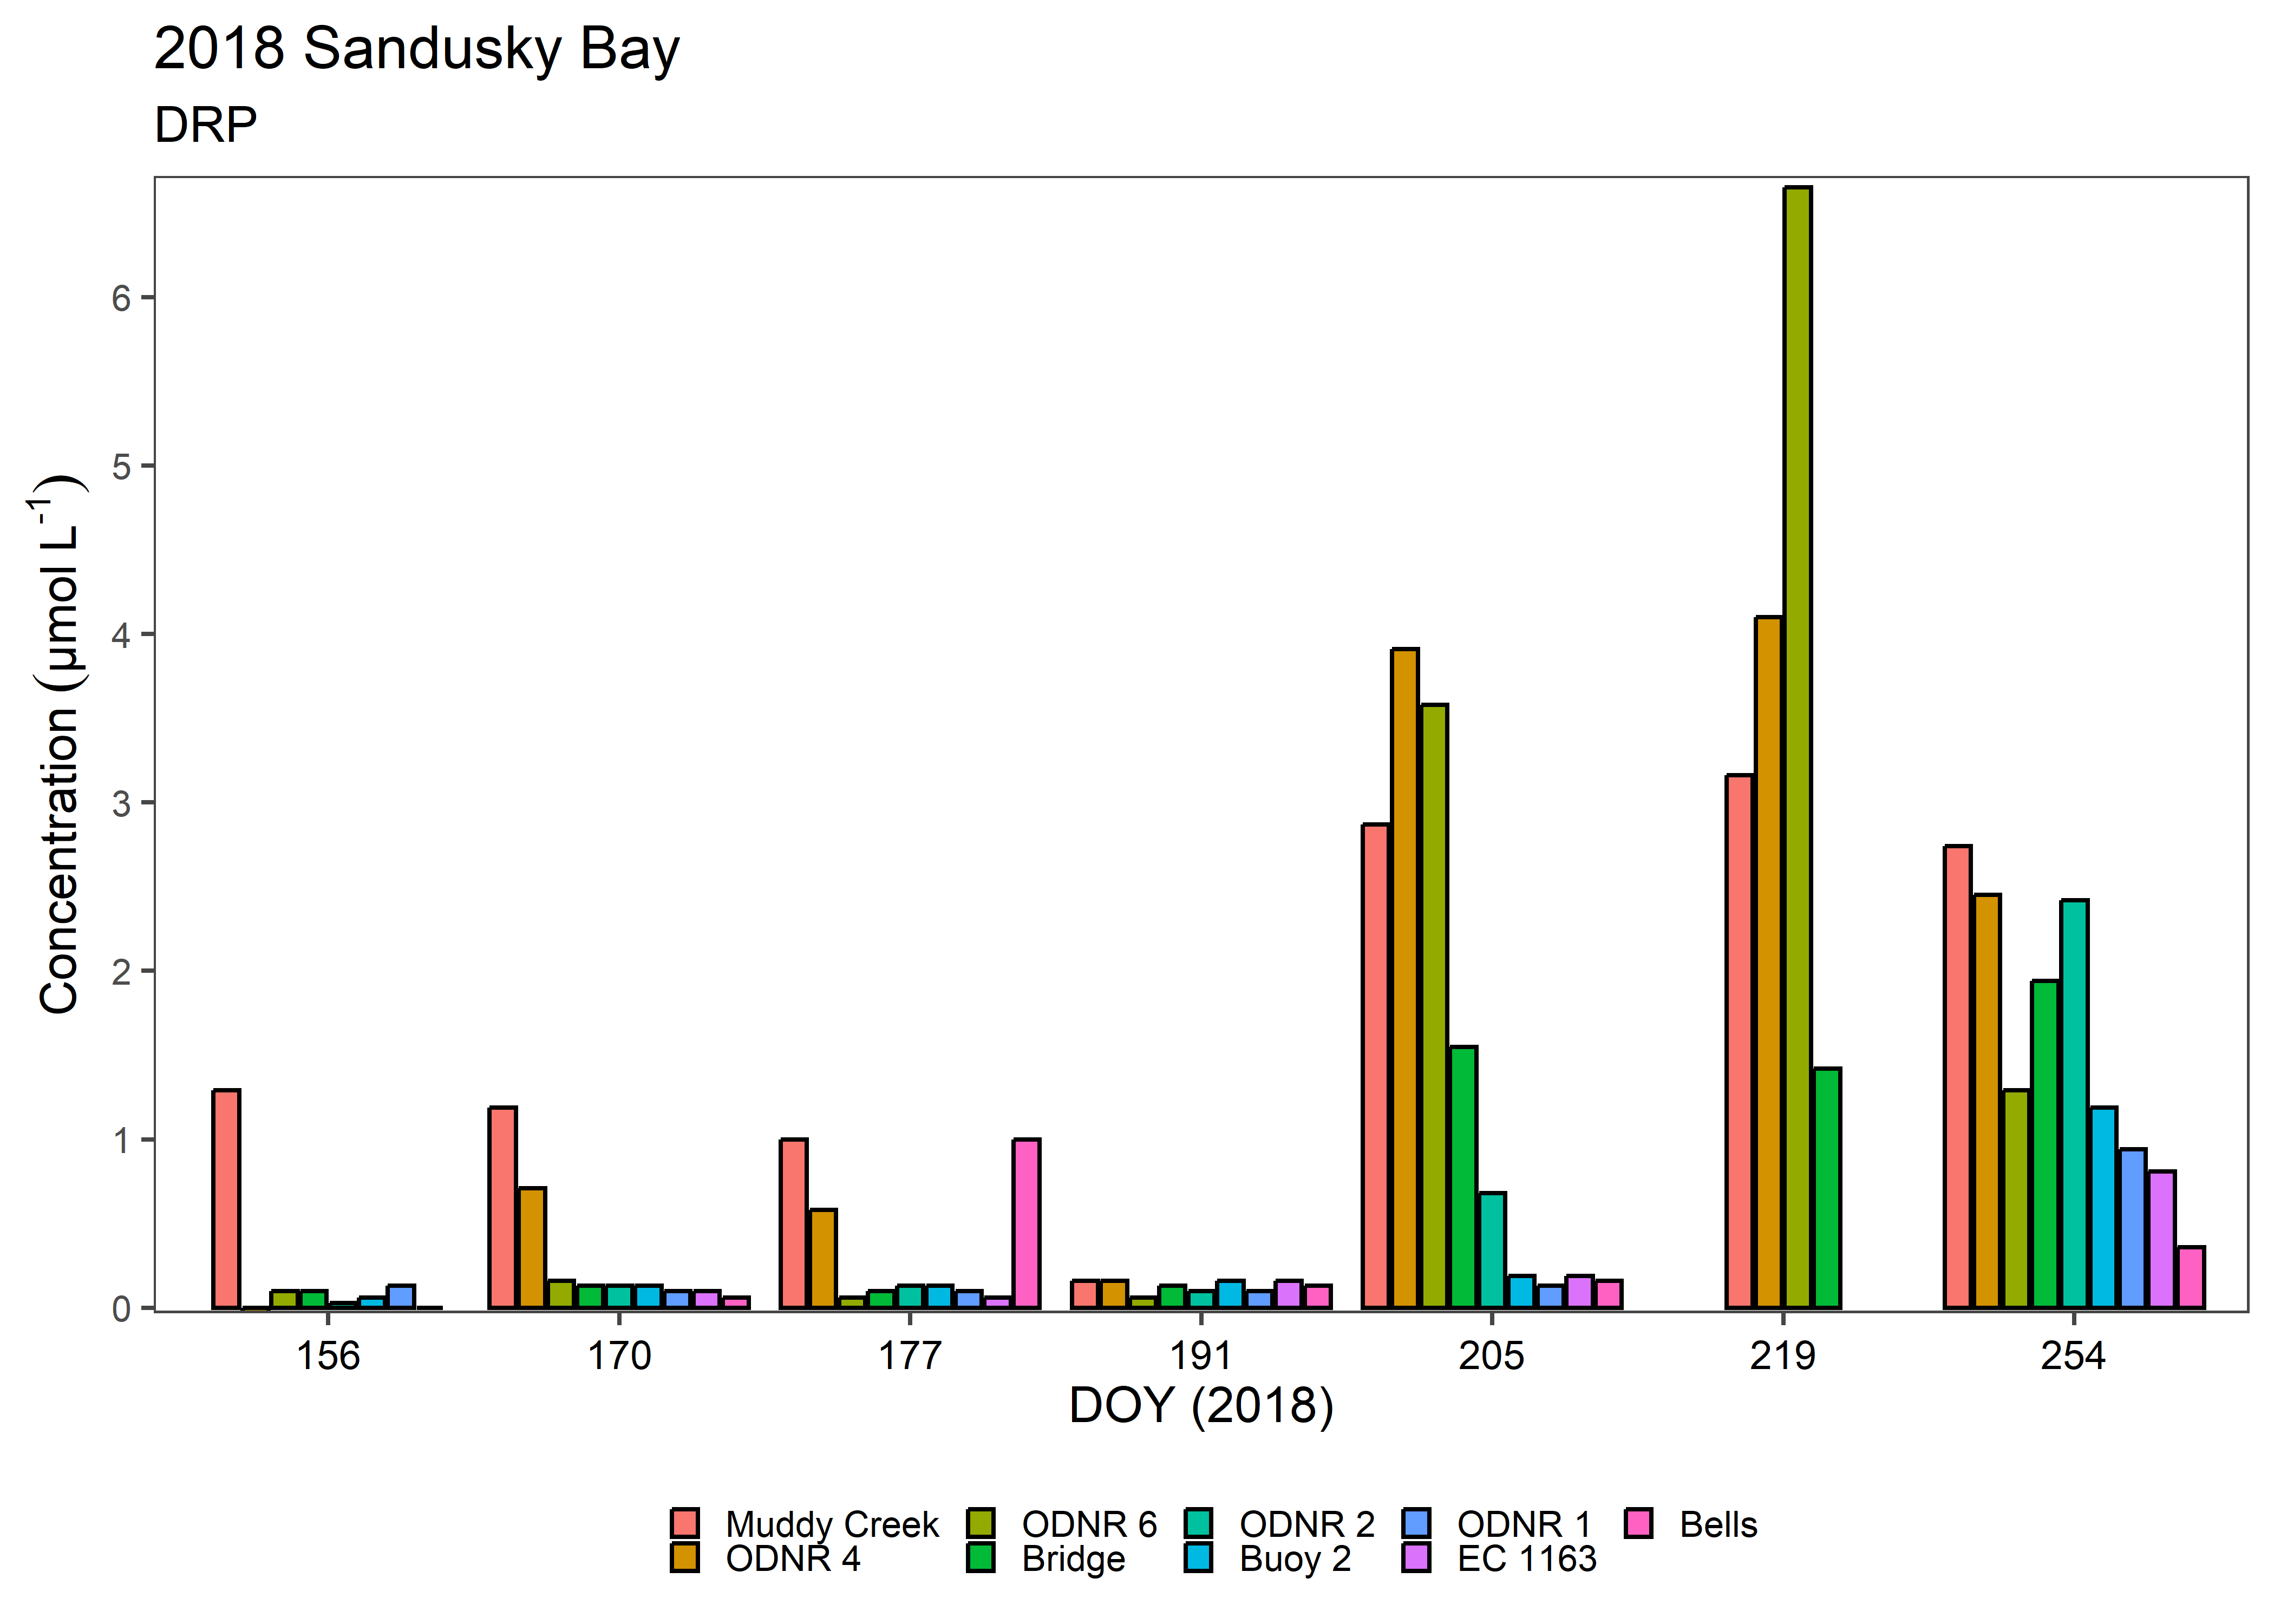 2018 Sandusky Bay
DRP
Concentration (µmol L⁻¹)
6
5
4
3
2
1
0
156 170 177 191 205 219 254
DOY (2018)
Muddy Creek ODNR 6 ODNR 2 ODNR 1 Bells
ODNR 4 Bridge Buoy 2 EC 1163